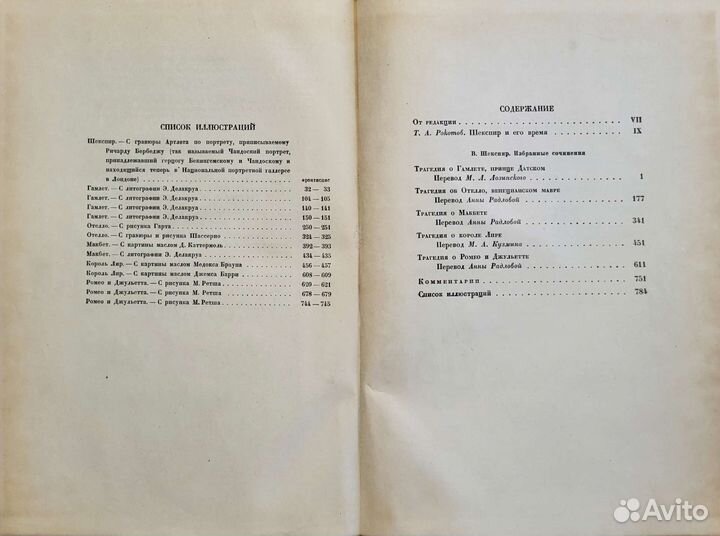 СПИСОК ИЛЛЮСТРАЦИЙ
Шекспир. — С гравюры Артлета по портрету, приписываемому
Ричарду Бербеджу (так называемый Чандоский портрет,
принадлежавший герцогу Бекингемскому и Чандоскому и
находящийся теперь в Национальной портретной галлерее
в Лондоне) фронтиспис
Гамлет. — С литографии Э. Делакруа 32 — 33
Гамлет. — С литографии Э. Делакруа 104 — 105
Гамлет. — С литографии Э. Делакруа 140 — 141
Гамлет. — С литографии Э. Делакруа 150 — 151
Отелло. — С рисунка Гарта 250 — 251
Отелло. — С гравюры и рисунка Шассерио 324 — 325
Макбет. — С картины маслом Д. Каттермоль 392 — 393
Макбет. — С литографии Э. Делакруа 434 — 435
Король Лир. — С картины маслом Медокса Брауна 456 — 457
Король Лир. — С картины маслом Джемса Барри 608 — 609
Ромео и Джульетта. — С рисунка М. Ретша 620 — 621
Ромео и Джульетта. — С рисунка М. Ретша 678 — 679
Ромео и Джульетта. — С рисунка М. Ретша 744 — 745
СОДЕРЖАНИЕ
От редакции VII
Т. А. Рокотов. Шекспир и его время IX
В. Шекспир. Избранные сочинения
Трагедия о Гамлете, принце Датском
Перевод М. Л. Лозинского 1
Трагедия об Отелло, венецианском мавре
Перевод Анны Радловой 177
Трагедия о Макбете
Перевод Анны Радловой 341
Трагедия о короле Лире
Перевод М. А. Кузмина 451
Трагедия о Ромео и Джульетте
Перевод Анны Радловой 611
Комментарии 751
Список иллюстраций 784
Avito